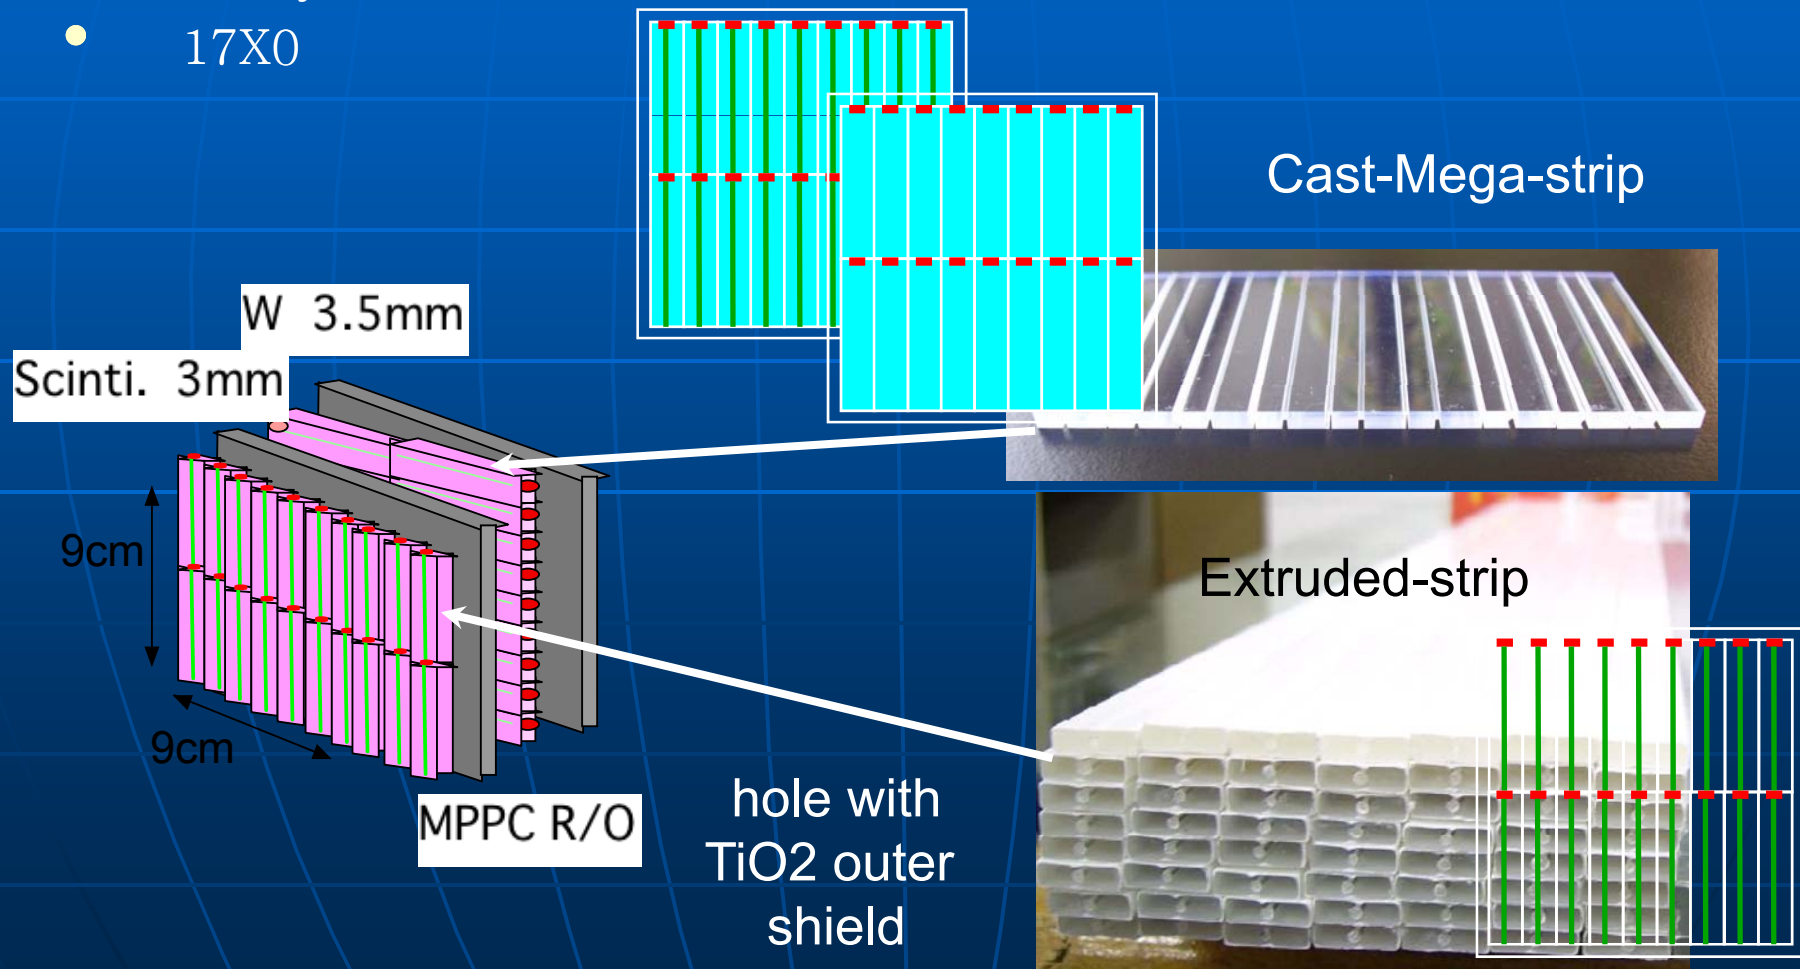 17X0
Cast-Mega-strip
W 3.5mm
Scinti. 3mm
9cm
Extruded-strip
9cm
MPPC R/O
hole with
TiO2 outer
shield